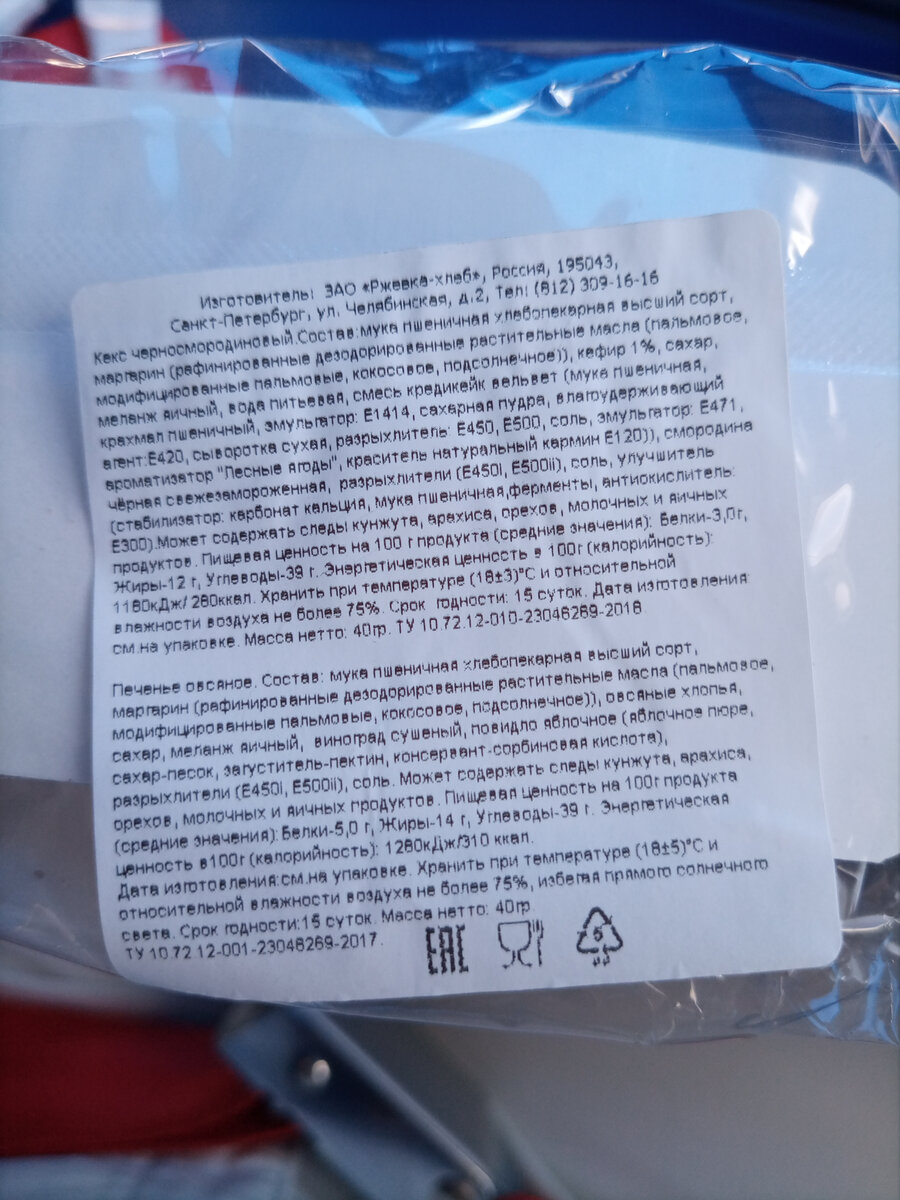 Изготовитель: ЗАО «Ржевка-хлеб», Россия, 195043,
Санкт-Петербург, ул. Челябинская, д.2, Тел: (812) 309-16-16
Кекс черносмородиновый.Состав:мука пшеничная хлебопекарная высший сорт,
маргарин (рафинированные дезодорированные растительные масла (пальмовое,
модифицированные пальмовые, кокосовое, подсолнечное)), кефир 1%, сахар,
меланж яичный, вода питьевая, смесь кредикейк вельвет (мука пшеничная,
крахмал пшеничный, эмульгатор: Е1414, сахарная пудра, влагоудерживающий
агент:Е420, сыворотка сухая, разрыхлитель: Е450, Е500, соль, эмульгатор: Е471,
ароматизатор "Лесные ягоды", краситель натуральный кармин Е120)), смородина
чёрная свежезамороженная, разрыхлители (Е450i, Е500ii), соль, улучшитель
(стабилизатор: карбонат кальция, мука пшеничная,ферменты, антиокислитель:
Е300).Может содержать следы кунжута, арахиса, орехов, молочных и яичных
продуктов. Пищевая ценность на 100 г продукта (средние значения): Белки-3,0г,
Жиры-12 г, Углеводы-39 г. Энергетическая ценность в 100г (калорийность):
1180кДж/ 280ккал. Хранить при температуре (18±3)°С и относительной
влажности воздуха не более 75%. Срок годности: 15 суток. Дата изготовления:
см.на упаковке. Масса нетто: 40гр. ТУ 10.72.12-010-23046269-2018
Печенье овсяное. Состав: мука пшеничная хлебопекарная высший сорт,
маргарин (рафинированные дезодорированные растительные масла (пальмовое,
модифицированные пальмовые, кокосовое, подсолнечное)), овсяные хлопья,
сахар, меланж яичный, виноград сушеный, повидло яблочное (яблочное пюре,
сахар-песок, загуститель-пектин, консервант-сорбиновая кислота),
разрыхлители (Е450i, Е500ii), соль. Может содержать следы кунжута, арахиса,
орехов, молочных и яичных продуктов. Пищевая ценность на 100г продукта
(средние значения): Белки-5,0 г, Жиры-14 г, Углеводы-39 г. Энергетическая
ценность в100г (калорийность): 1280кДж/310 ккал.
Дата изготовления:см.на упаковке. Хранить при температуре (18±5)°С и
относительной влажности воздуха не более 75%, избегая прямого солнечного
света. Срок годности:15 суток. Масса нетто: 40гр.
ТУ 10.72.12-001-23046269-2017.
ЕАС
5